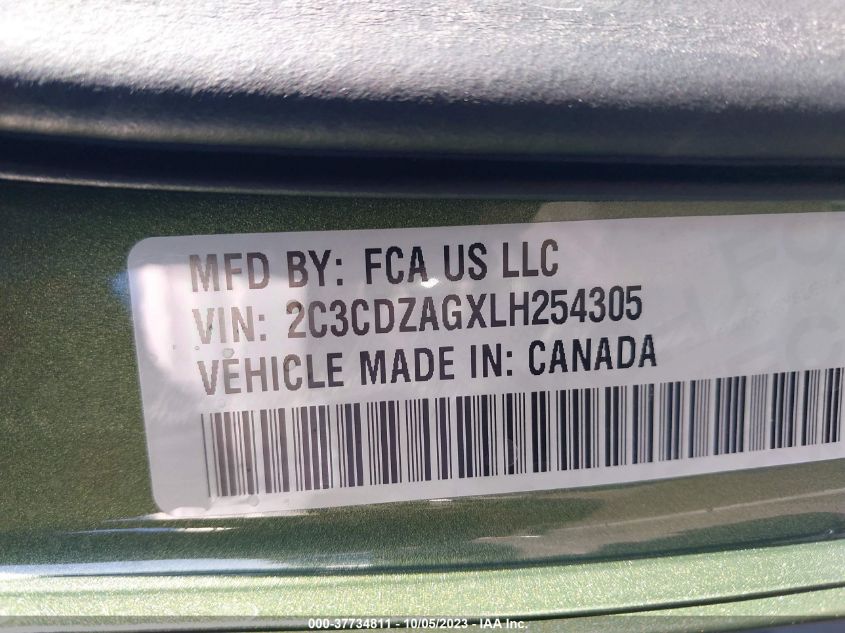 MFD BY: FCA US LLC
VIN: 2C3CDZAGXLH254305
VEHICLE MADE IN: CANADA
000-37734811 - 10/05/2023 - IAA Inc.